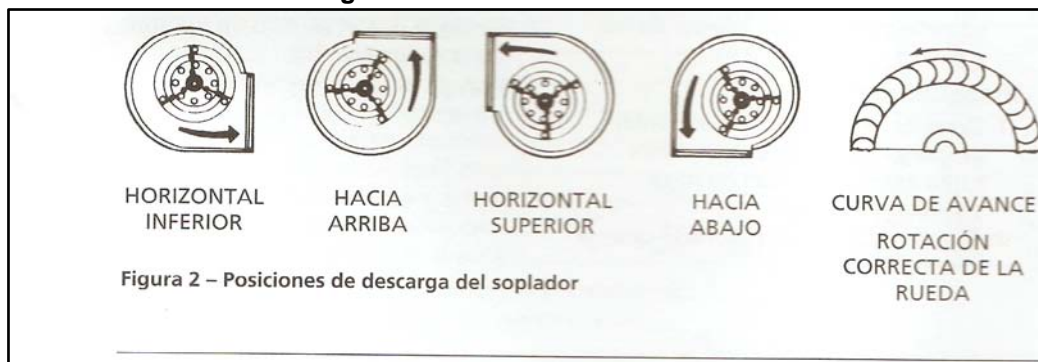 HORIZONTAL
INFERIOR
HACIA
ARRIBA
HORIZONTAL
SUPERIOR
HACIA
ABAJO
CURVA DE AVANCE
ROTACIÓN
CORRECTA DE LA
RUEDA
Figura 2 – Posiciones de descarga del soplador